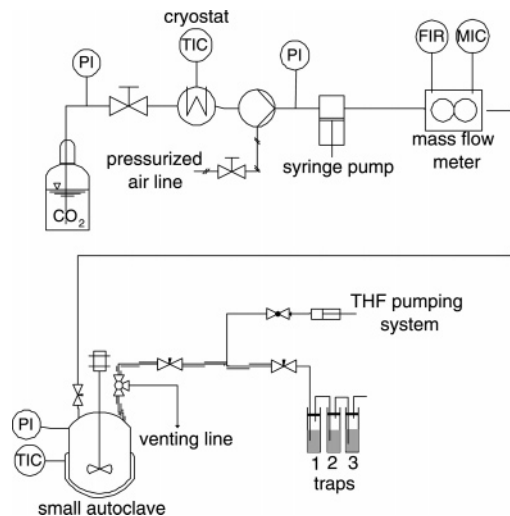 cryostat
PI
TIC
PI
FIR
MIC
pressurized
air line
syringe pump
mass flow
meter
CO2
THF pumping
system
PI
venting line
TIC
1 2 3
traps
small autoclave